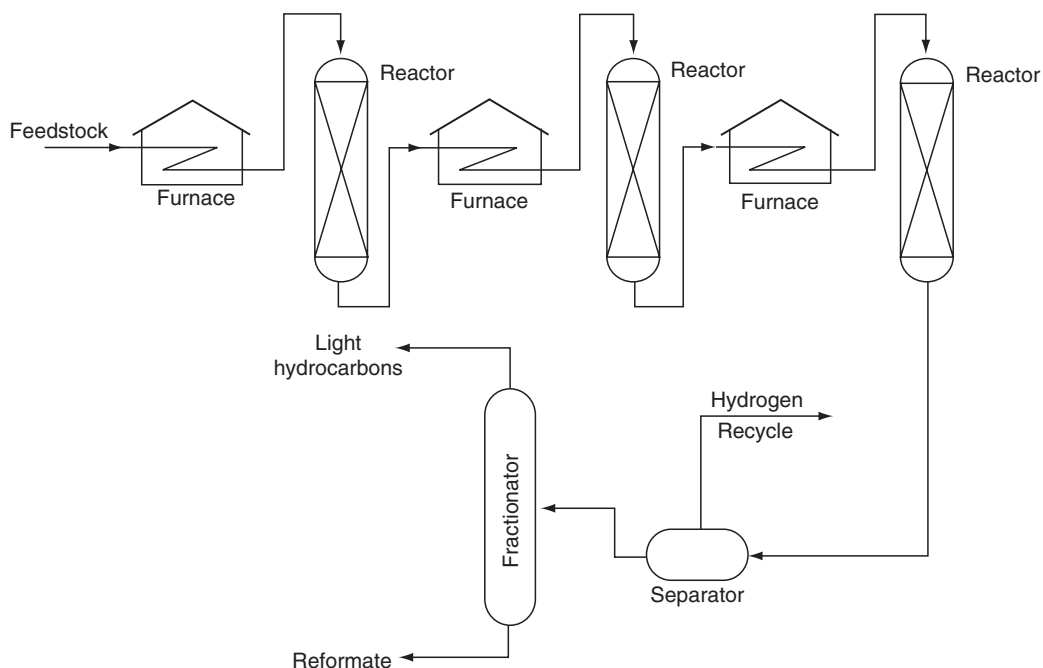 Reactor
Reactor
Reactor
Feedstock
Furnace
Furnace
Furnace
Light
hydrocarbons
Hydrogen
Recycle
Fractionator
Separator
Reformate